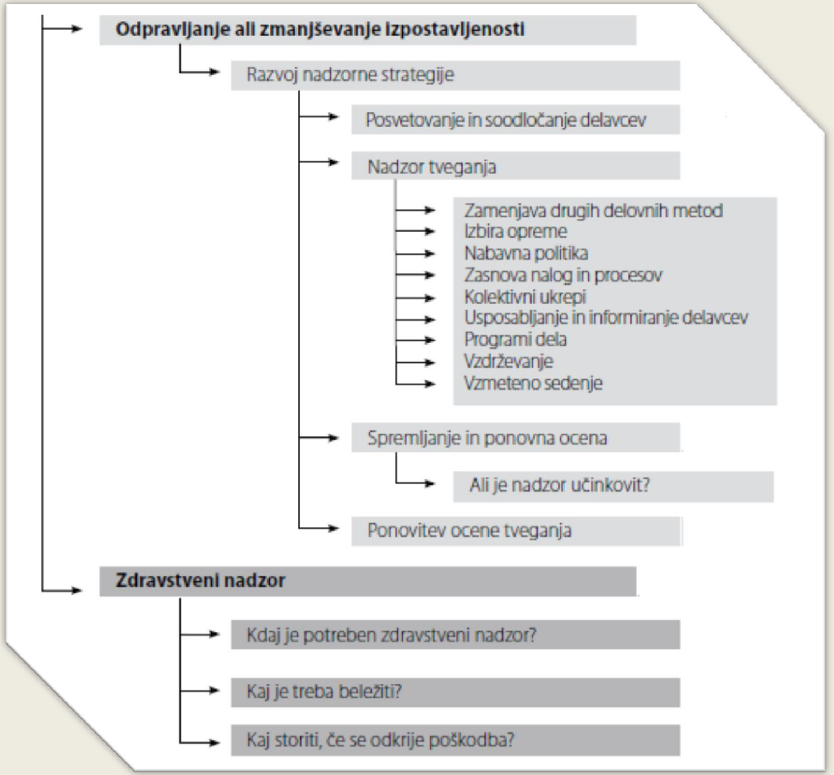 Odpravljanje ali zmanjševanje izpostavljenosti
Razvoj nadzorne strategije
Posvetovanje in soodločanje delavcev
Nadzor tveganja
Zamenjava drugih delovnih metod
Izbira opreme
Nabavna politika
Zasnova nalog in procesov
Kolektivni ukrepi
Usposabljanje in informiranje delavcev
Programi dela
Vzdrževanje
Vzmeteno sedenje
Spremljanje in ponovna ocena
Ali je nadzor učinkovit?
Ponovitev ocene tveganja
Zdravstveni nadzor
Kdaj je potreben zdravstveni nadzor?
Kaj je treba beležiti?
Kaj storiti, če se odkrije poškodba?